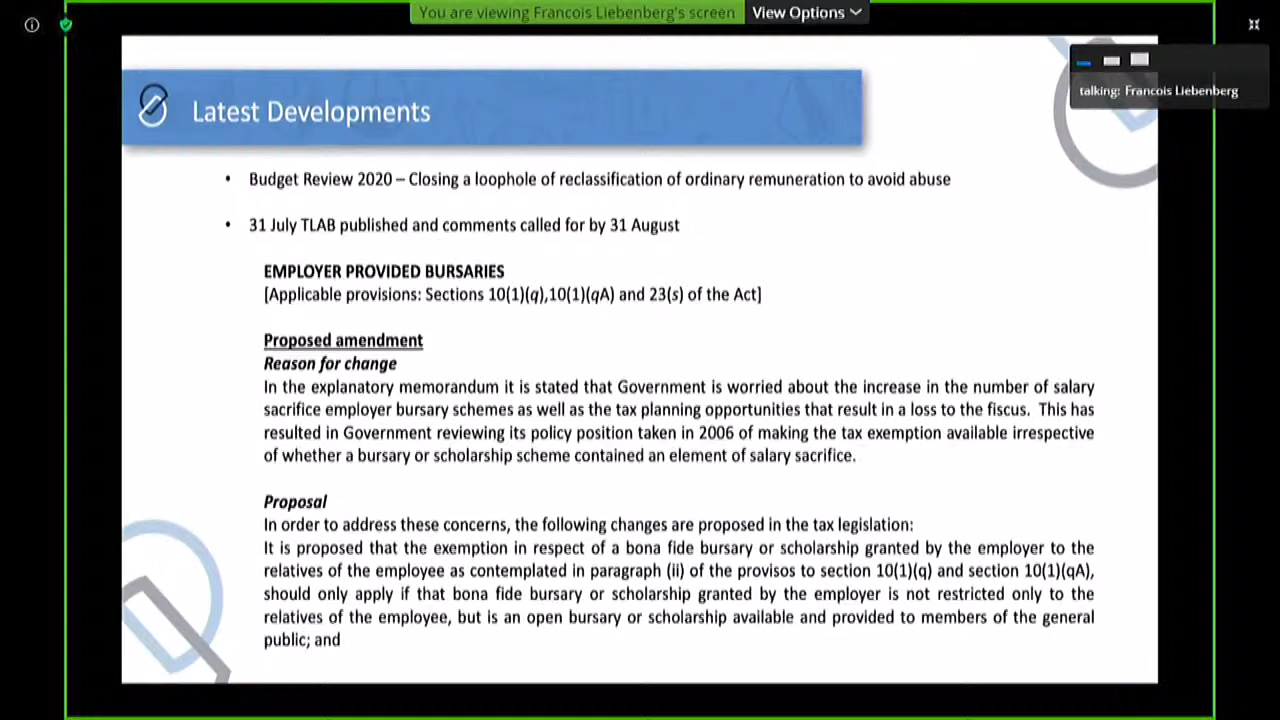 You are viewing Francois Liebenberg's screen
View Options
talking: Francois Liebenberg
Latest Developments
• Budget Review 2020 – Closing a loophole of reclassification of ordinary remuneration to avoid abuse
• 31 July TLAB published and comments called for by 31 August
EMPLOYER PROVIDED BURSARIES
[Applicable provisions: Sections 10(1)(q),10(1)(qA) and 23(s) of the Act]
Proposed amendment
Reason for change
In the explanatory memorandum it is stated that Government is worried about the increase in the number of salary
sacrifice employer bursary schemes as well as the tax planning opportunities that result in a loss to the fiscus. This has
resulted in Government reviewing its policy position taken in 2006 of making the tax exemption available irrespective
of whether a bursary or scholarship scheme contained an element of salary sacrifice.
Proposal
In order to address these concerns, the following changes are proposed in the tax legislation:
It is proposed that the exemption in respect of a bona fide bursary or scholarship granted by the employer to the
relatives of the employee as contemplated in paragraph (ii) of the provisos to section 10(1)(q) and section 10(1)(qA),
should only apply if that bona fide bursary or scholarship granted by the employer is not restricted only to the
relatives of the employee, but is an open bursary or scholarship available and provided to members of the general
public; and